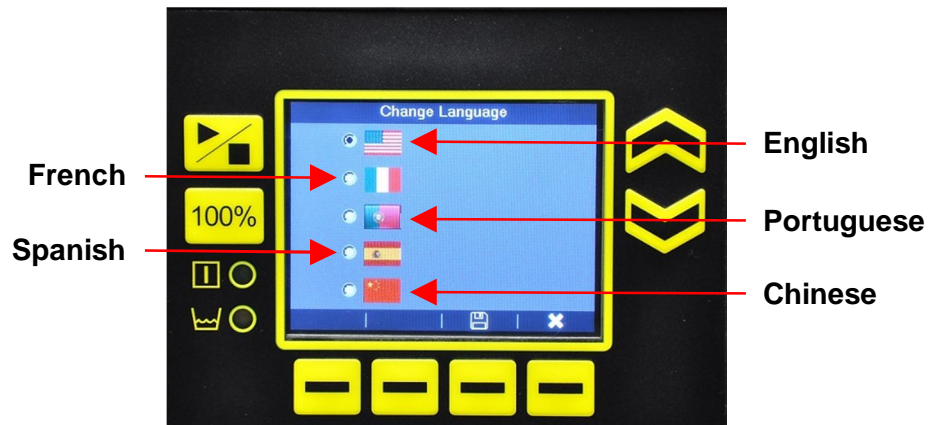 Change Language
English
French
100%
Portuguese
Spanish
Chinese